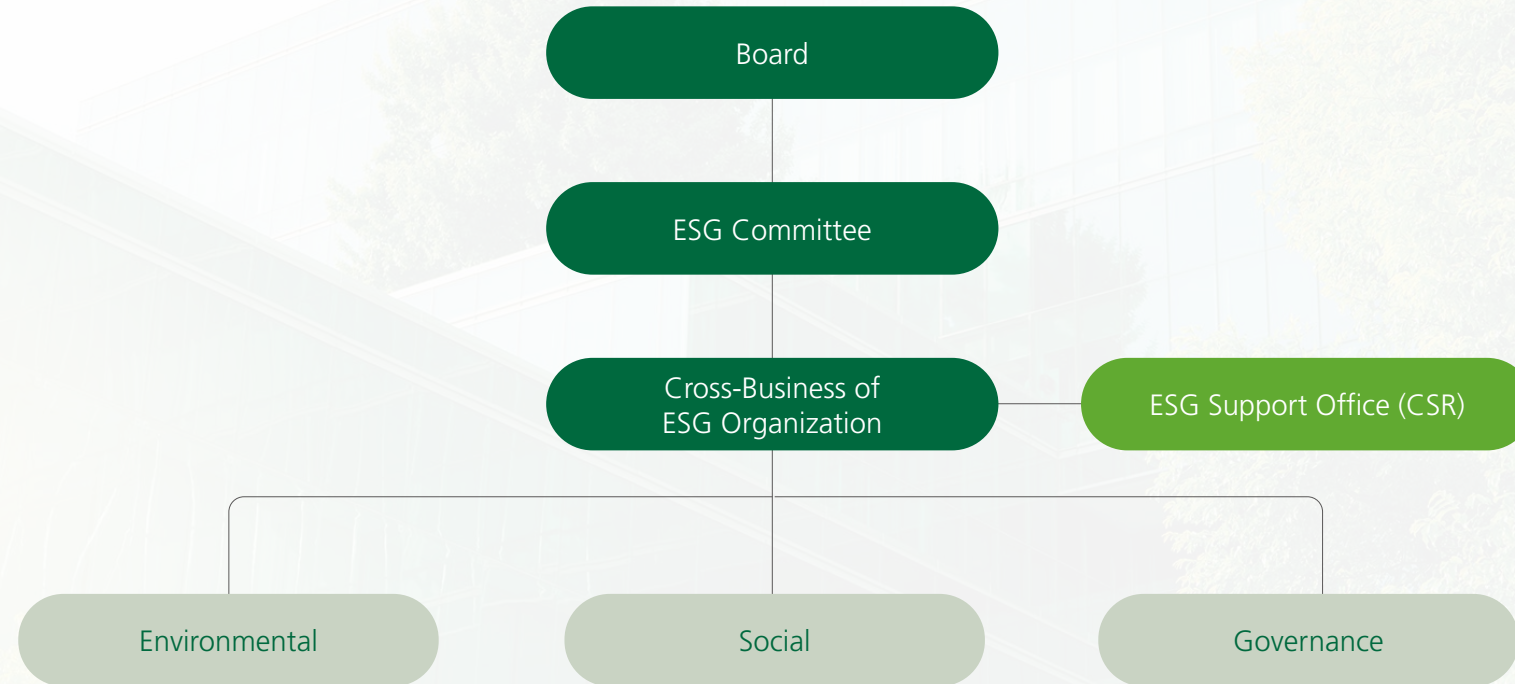 Board
ESG Committee
Cross-Business of
ESG Organization
ESG Support Office (CSR)
Environmental
Social
Governance